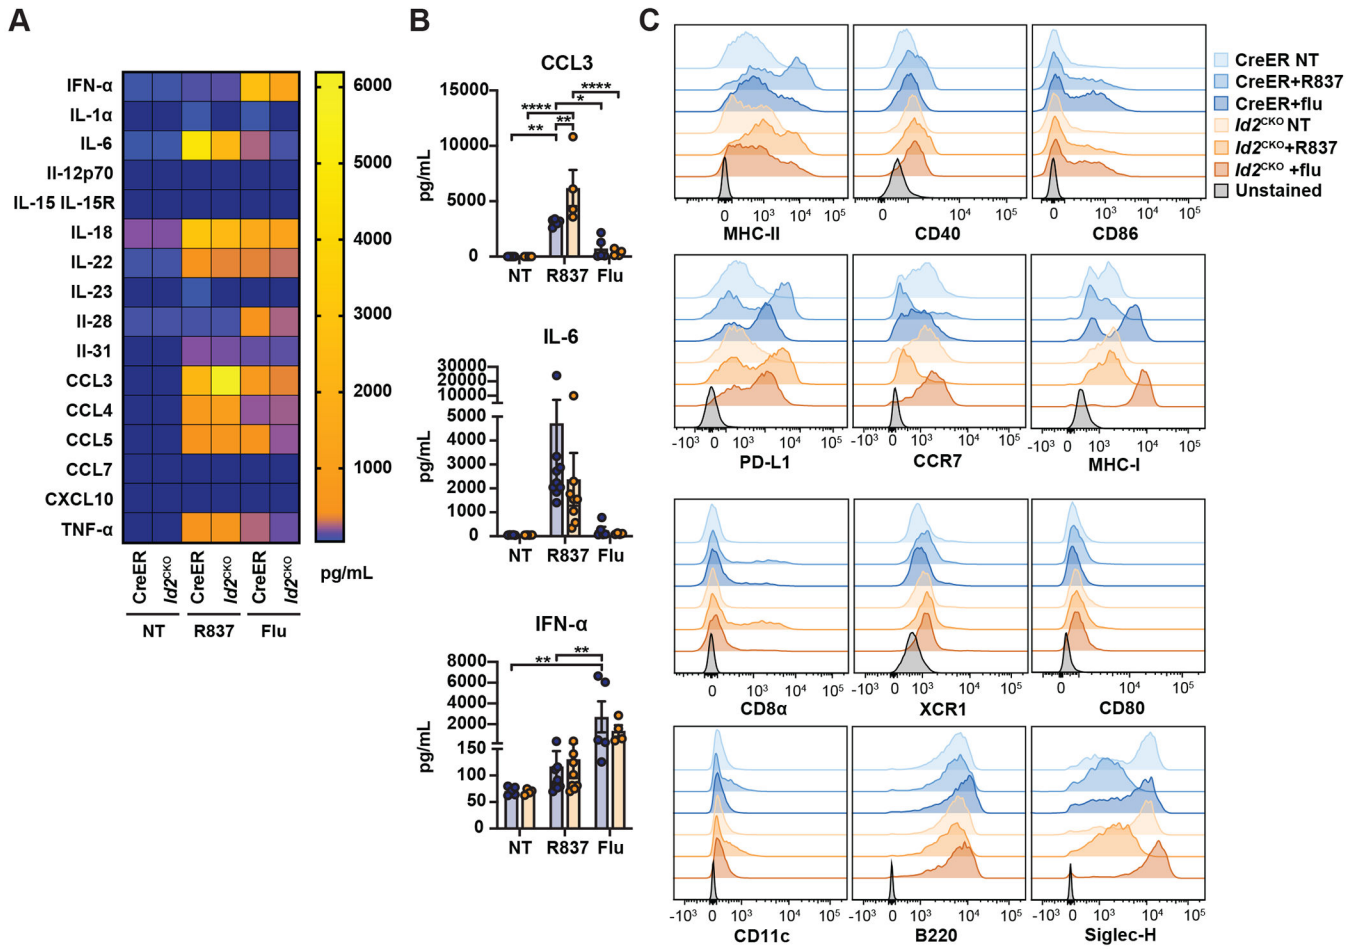 A
IFN-α
IL-1α
IL-6
Il-12p70
IL-15 IL-15R
IL-18
IL-22
IL-23
Il-28
Il-31
CCL3
CCL4
CCL5
CCL7
CXCL10
TNF-α
6000
5000
4000
3000
2000
1000
pg/mL
CreER
Id2CKO
CreER
Id2CKO
CreER
Id2CKO
NT R837 Flu
B
CCL3
15000
10000
5000
0
pg/mL
****
****
*
**
**
NT R837 Flu
IL-6
30000
20000
10000
5000
4000
3000
2000
1000
0
pg/mL
NT R837 Flu
IFN-α
8000
6000
4000
2000
150
100
50
0
pg/mL
**
**
NT R837 Flu
C
CreER NT
CreER+R837
CreER+flu
Id2CKO NT
Id2CKO+R837
Id2CKO +flu
Unstained
0 10³ 10⁴ 10⁵
MHC-II
0 10⁴ 10⁵
CD40
0 10³ 10⁴ 10⁵
CD86
-10³ 0 10³ 10⁴ 10⁵
PD-L1
-10³ 0 10³ 10⁴ 10⁵
CCR7
0 10³ 10⁴ 10⁵
MHC-I
0 10³ 10⁴ 10⁵
CD8α
-10³ 0 10³ 10⁴ 10⁵
XCR1
0 10⁴ 10⁵
CD80
-10³ 0 10³ 10⁴ 10⁵
CD11c
-10³ 0 10³ 10⁴ 10⁵
B220
-10³ 0 10³ 10⁴ 10⁵
Siglec-H